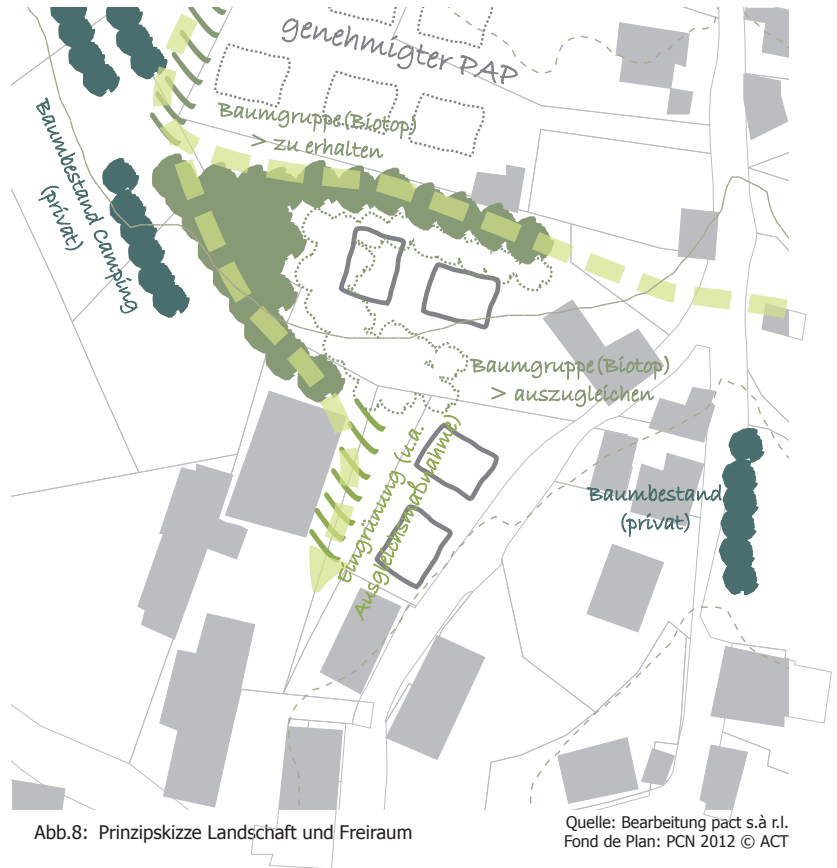 genehmigter PAP
Baumgruppe (Biotop)
> zu erhalten
Baumbestand Camping
(privat)
Baumgruppe (Biotop)
> auszugleichen
Eingrünung (u.a.
Ausgleichsmaßnahme)
Baumbestand
(privat)
Abb.8: Prinzipskizze Landschaft und Freiraum
Quelle: Bearbeitung pact s.à r.l.
Fond de Plan: PCN 2012 © ACT